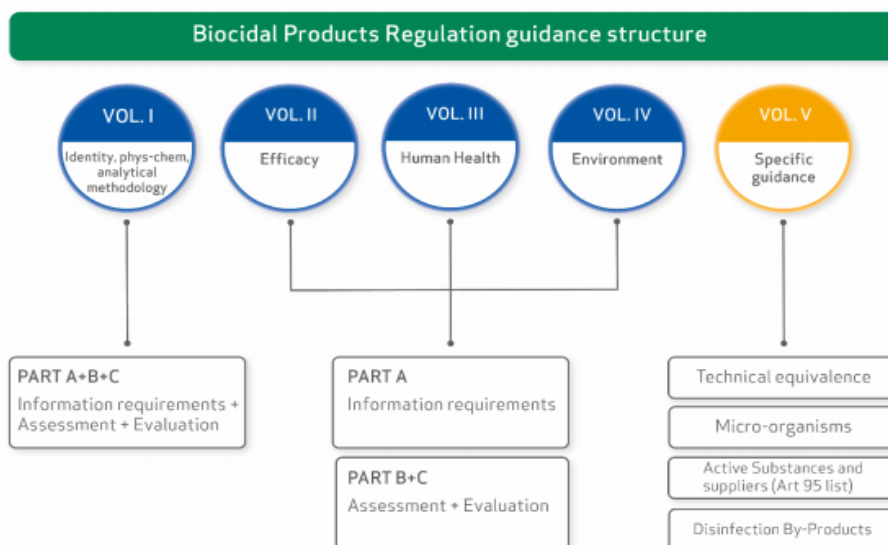 Biocidal Products Regulation guidance structure
VOL. I
Identity, phys-chem,
analytical
methodology
VOL. II
Efficacy
VOL. III
Human Health
VOL. IV
Environment
VOL. V
Specific
guidance
PART A+B+C
Information requirements +
Assessment + Evaluation
PART A
Information requirements
PART B+C
Assessment + Evaluation
Technical equivalence
Micro-organisms
Active Substances and
suppliers (Art 95 list)
Disinfection By-Products